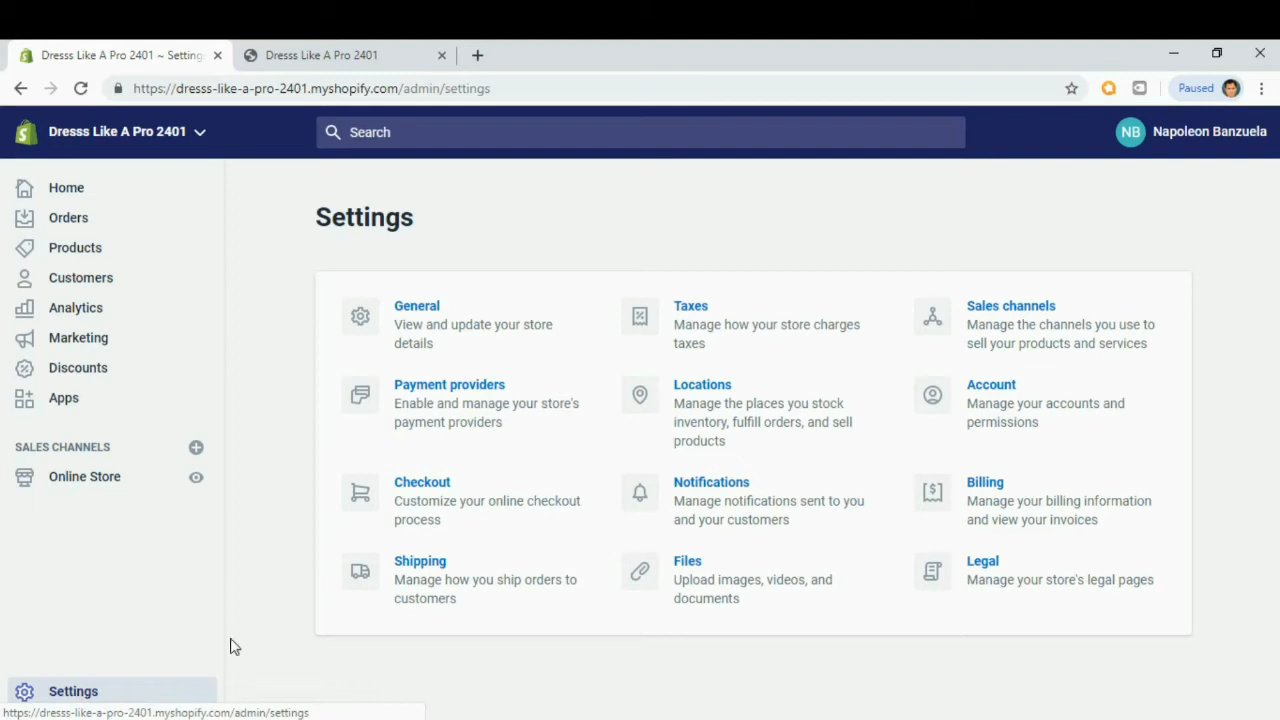 Dresss Like A Pro 2401 ~ Setting
Dresss Like A Pro 2401
https://dresss-like-a-pro-2401.myshopify.com/admin/settings
Paused
Dresss Like A Pro 2401
Search
NB
Napoleon Banzuela
Home
Orders
Products
Customers
Analytics
Marketing
Discounts
Apps
SALES CHANNELS
Online Store
Settings
Settings
General
View and update your store
details
Taxes
Manage how your store charges
taxes
Sales channels
Manage the channels you use to
sell your products and services
Payment providers
Enable and manage your store's
payment providers
Locations
Manage the places you stock
inventory, fulfill orders, and sell
products
Account
Manage your accounts and
permissions
Checkout
Customize your online checkout
process
Notifications
Manage notifications sent to you
and your customers
Billing
Manage your billing information
and view your invoices
Shipping
Manage how you ship orders to
customers
Files
Upload images, videos, and
documents
Legal
Manage your store's legal pages
https://dresss-like-a-pro-2401.myshopify.com/admin/settings